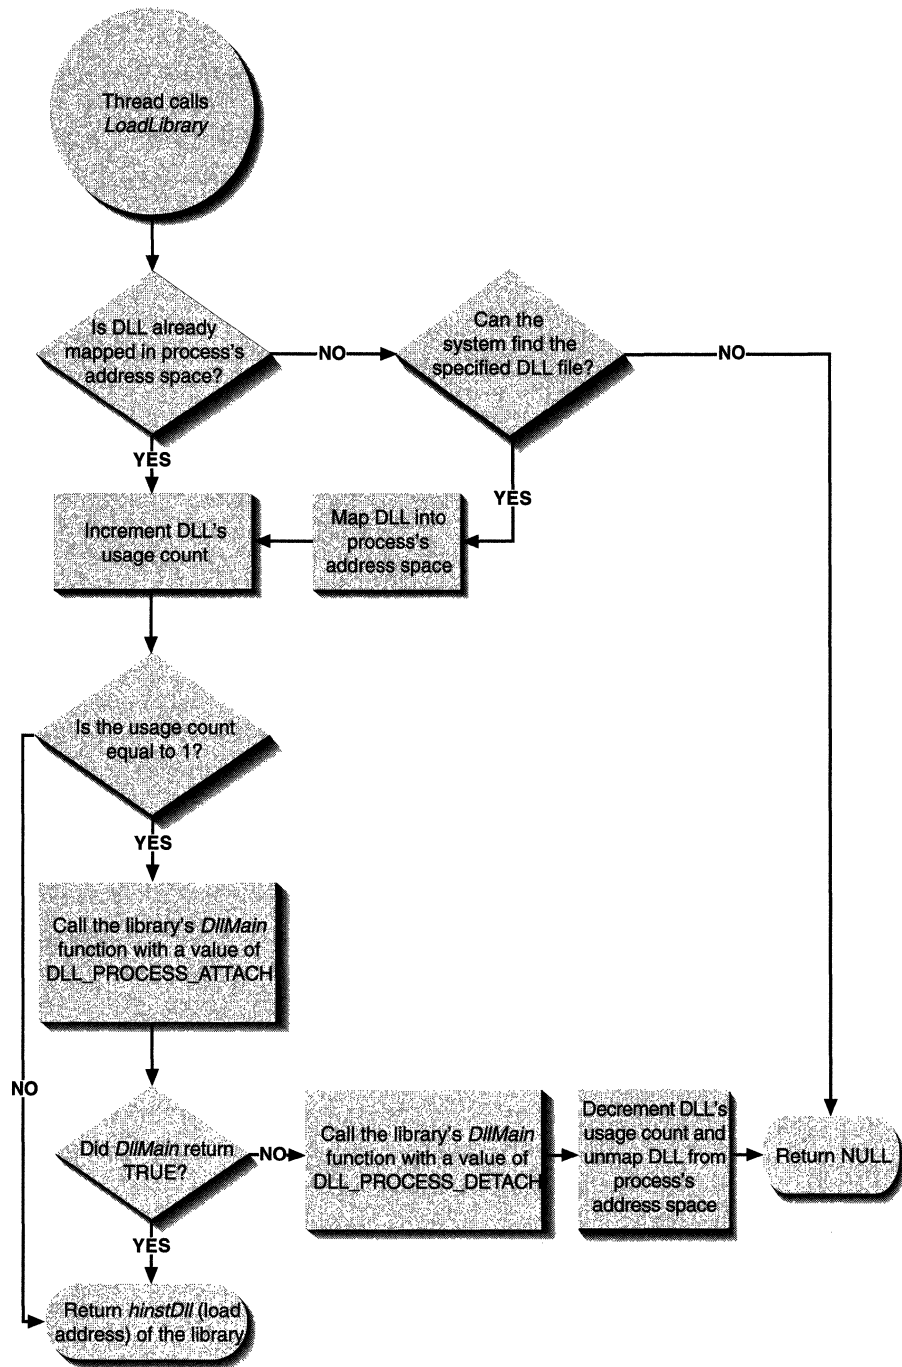 Thread calls
LoadLibrary
Is DLL already
mapped in process's
address space?
NO
Can the
system find the
specified DLL file?
NO
YES
YES
Increment DLL's
usage count
Map DLL into
process's
address space
Is the usage count
equal to 1?
YES
Call the library's DllMain
function with a value of
DLL_PROCESS_ATTACH
NO
Did DllMain return
TRUE?
NO
Call the library's DllMain
function with a value of
DLL_PROCESS_DETACH
Decrement DLL's
usage count and
unmap DLL from
process's
address space
Return NULL
YES
Return hinstDll (load
address) of the library